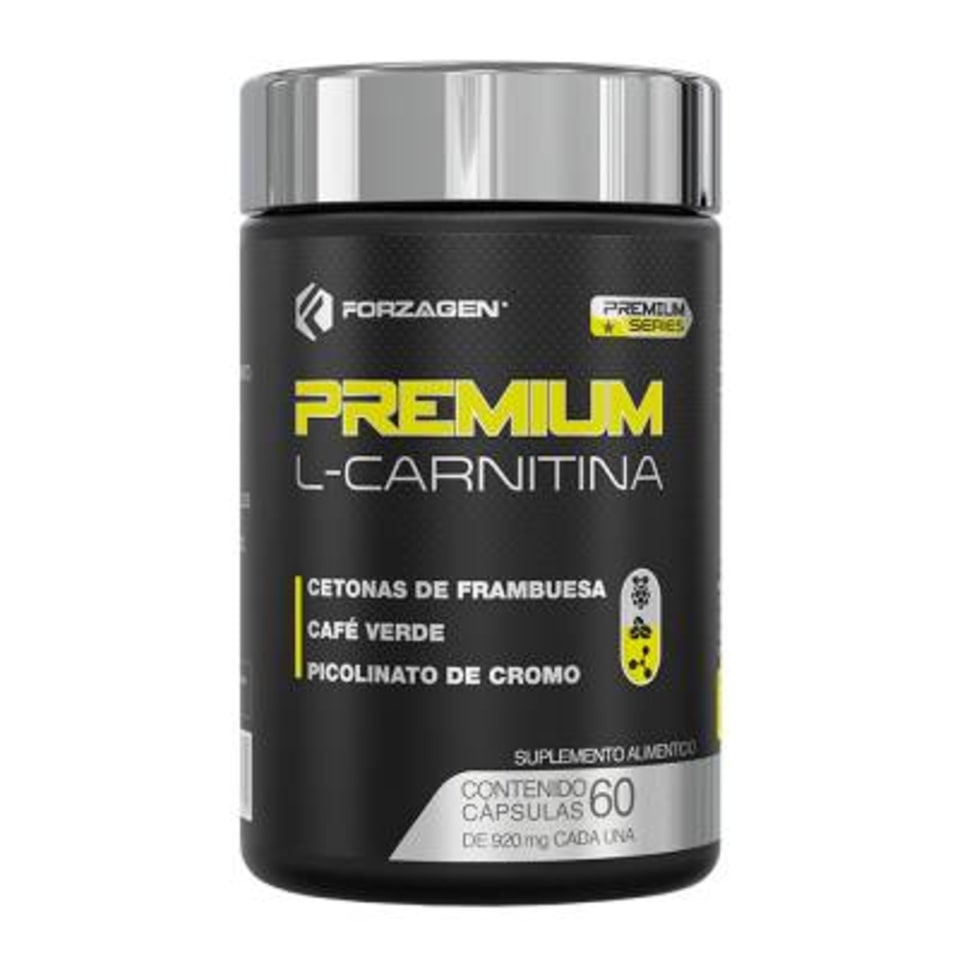 FORZAGEN®
PREMIUM
SERIES
PREMIUM
L-CARNITINA
CETONAS DE FRAMBUESA
CAFÉ VERDE
PICOLINATO DE CROMO
SUPLEMENTO ALIMENTICIO
CONTENIDO
CAPSULAS 60
DE 920 mg CADA UNA